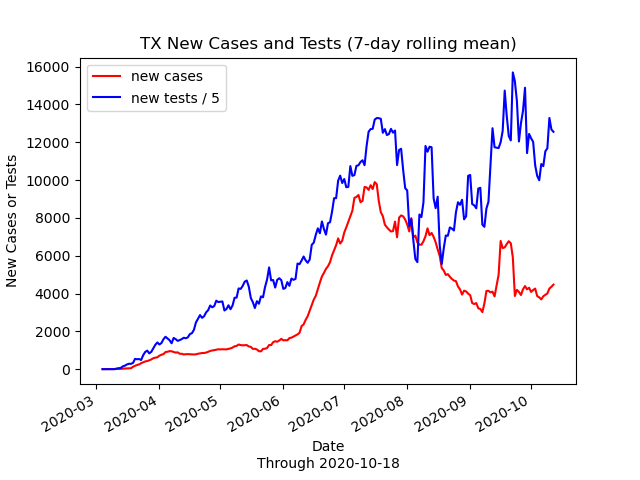 TX New Cases and Tests (7-day rolling mean)
new cases
new tests / 5
New Cases or Tests
16000
14000
12000
10000
8000
6000
4000
2000
0
2020-03
2020-04
2020-05
2020-06
2020-07
2020-08
2020-09
2020-10
Date
Through 2020-10-18